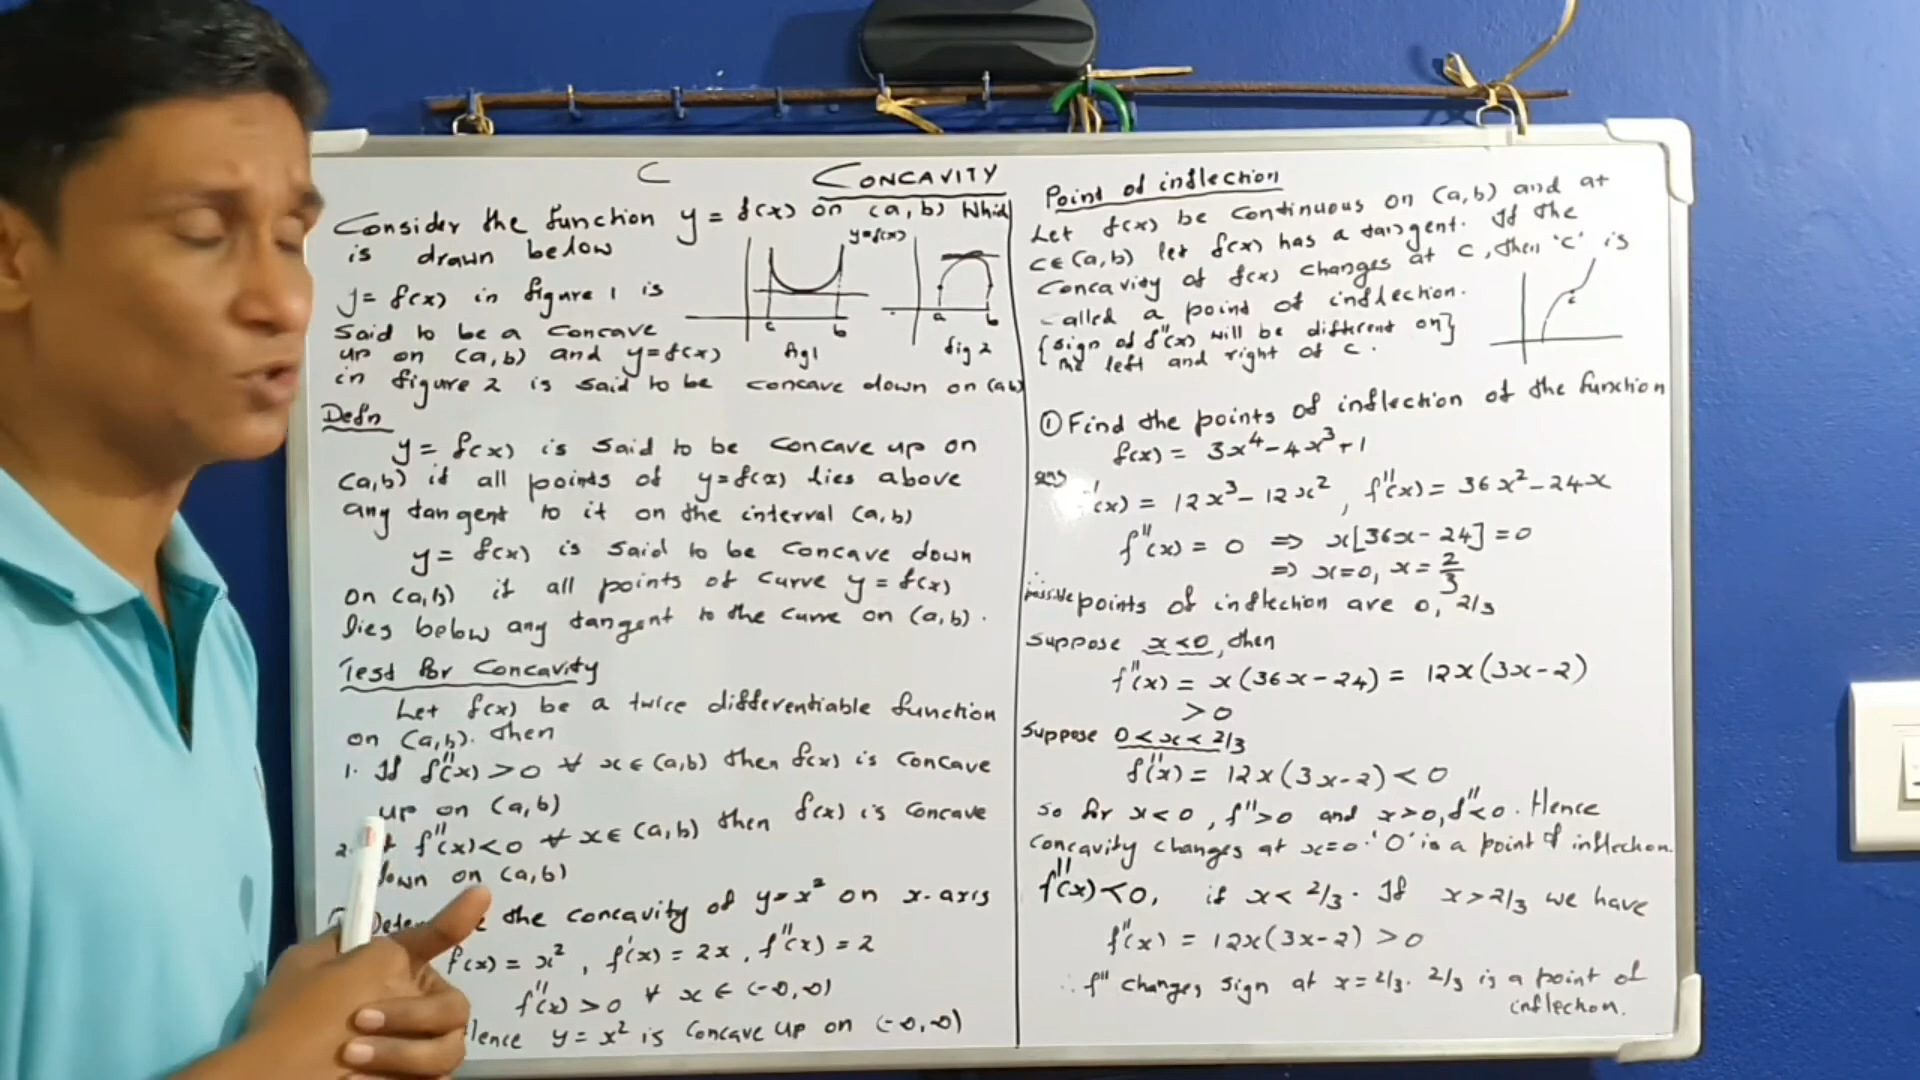 C CONCAVITY
Consider the function y = f(x) on (a, b) which
is drawn below
y=f(x)
y = f(x) in figure 1 is
said to be a concave
up on (a, b) and y=f(x)
in figure 2 is said to be concave down on (a b)
c b
fig 1
a b
fig 2
Defn
y = f(x) is said to be concave up on
(a,b) if all points of y=f(x) lies above
any tangent to it on the interval (a, b)
y = f(x) is said to be concave down
on (a,b) if all points of curve y = f(x)
lies below any tangent to the curve on (a, b).
Test for Concavity
Let f(x) be a twice differentiable function
on (a,b). Then
1. If f''(x) > 0 ∀ x ∈ (a,b) then f(x) is concave
up on (a, b)
2. f''(x) < 0 ∀ x ∈ (a, b) then f(x) is concave
down on (a, b)
the concavity of y=x² on x-axis
f(x) = x², f'(x) = 2x, f''(x) = 2
f''(x) > 0 ∀ x ∈ (-∞, ∞)
Hence y = x² is concave up on (-∞, ∞)
Point of inflection
Let f(x) be continuous on (a, b) and at
c ∈ (a, b) let f(x) has a tangent. If the
concavity of f(x) changes at c, then 'c' is
called a point of inflection.
{sign of f''(x) will be different on}
the left and right of c.
c
① Find the points of inflection of the function
f(x) = 3x⁴ - 4x³ + 1
ans
'(x) = 12x³ - 12x², f''(x) = 36x² - 24x
f''(x) = 0 ⇒ x[36x - 24] = 0
⇒ x=0, x = 2/3
∴ possible points of inflection are 0, 2/3
Suppose x<0, then
f''(x) = x(36x - 24) = 12x(3x - 2)
> 0
Suppose 0 < x < 2/3
f''(x) = 12x(3x - 2) < 0
So for x < 0, f''>0 and x>0, f''<0. Hence
concavity changes at x=0. '0' is a point of inflection.
f''(x) < 0, if x < 2/3. If x > 2/3 we have
f''(x) = 12x(3x-2) > 0
∴ f'' changes sign at x = 2/3. 2/3 is a point of
inflection.